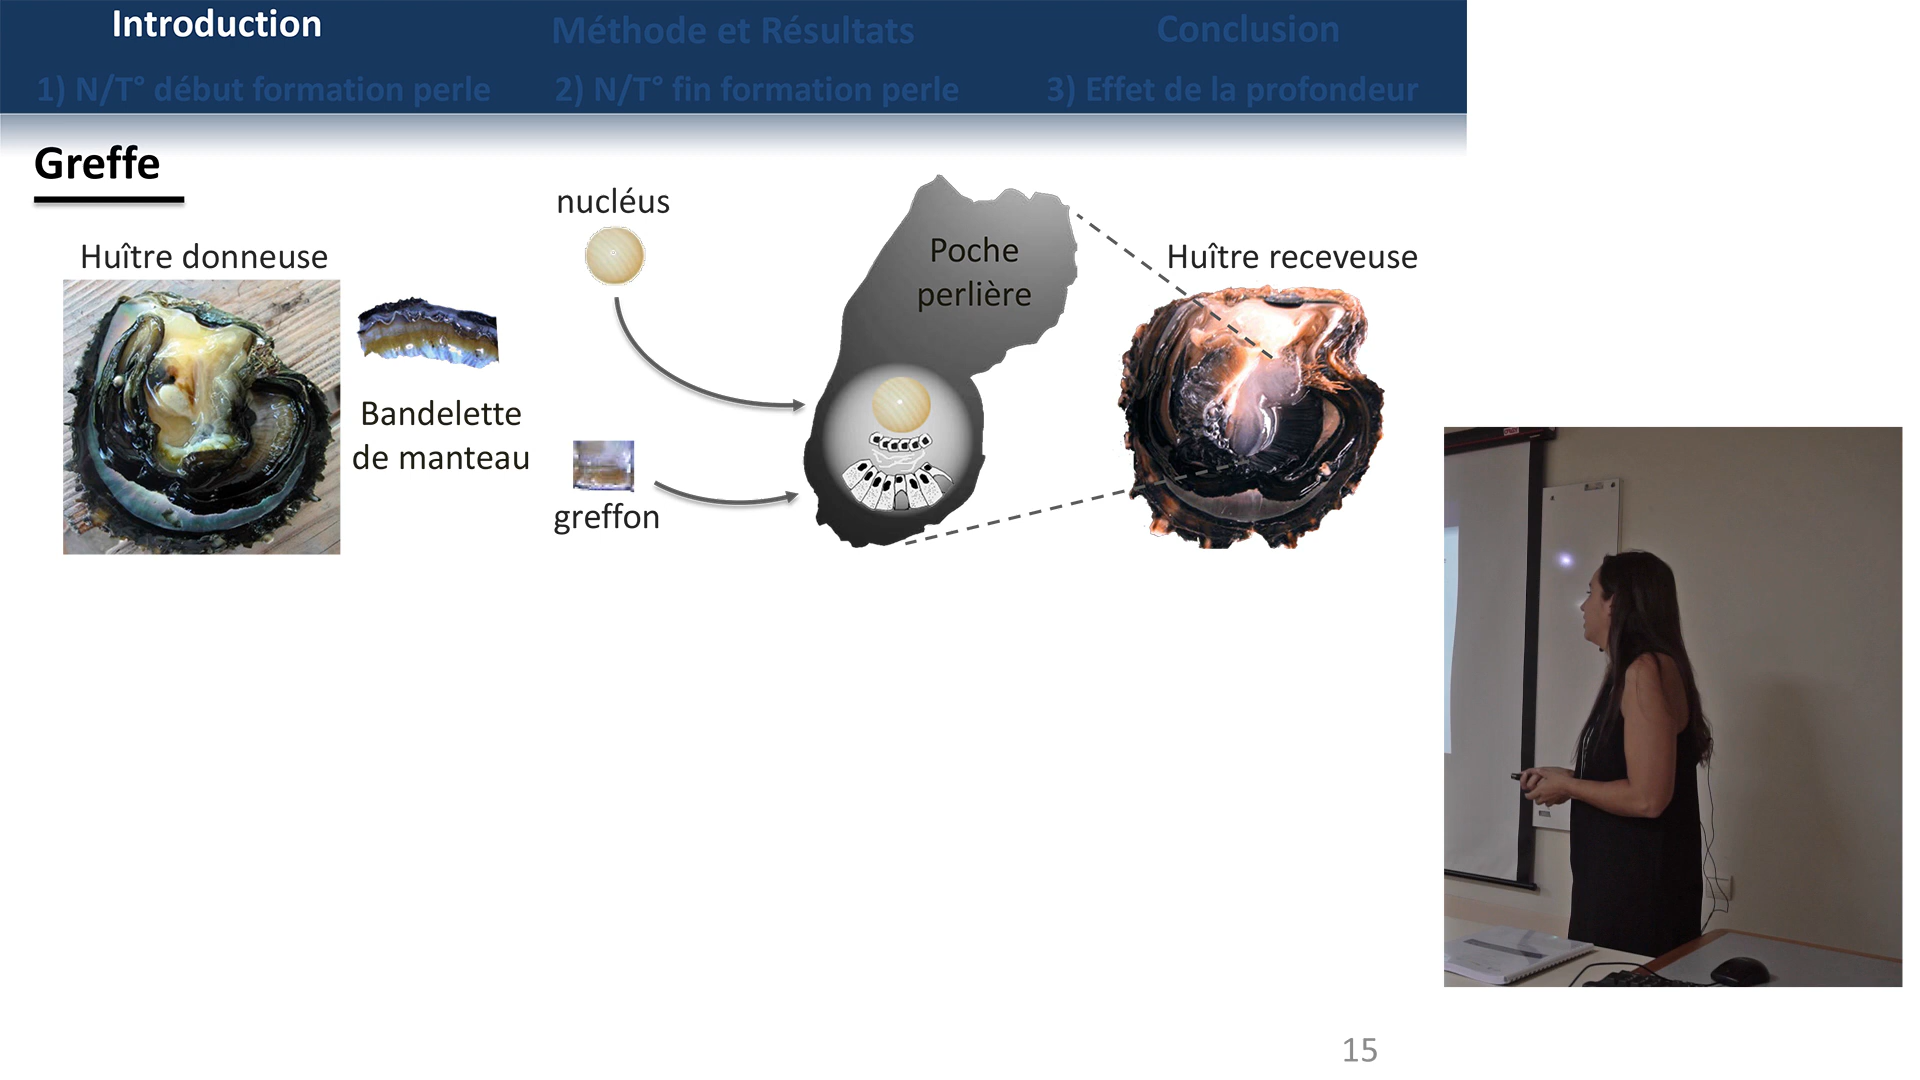 Introduction
Méthode et Résultats
Conclusion
1) N/T° début formation perle
2) N/T° fin formation perle
3) Effet de la profondeur
Greffe
Huître donneuse
Bandelette
de manteau
nucléus
greffon
Poche
perlière
Huître receveuse
15